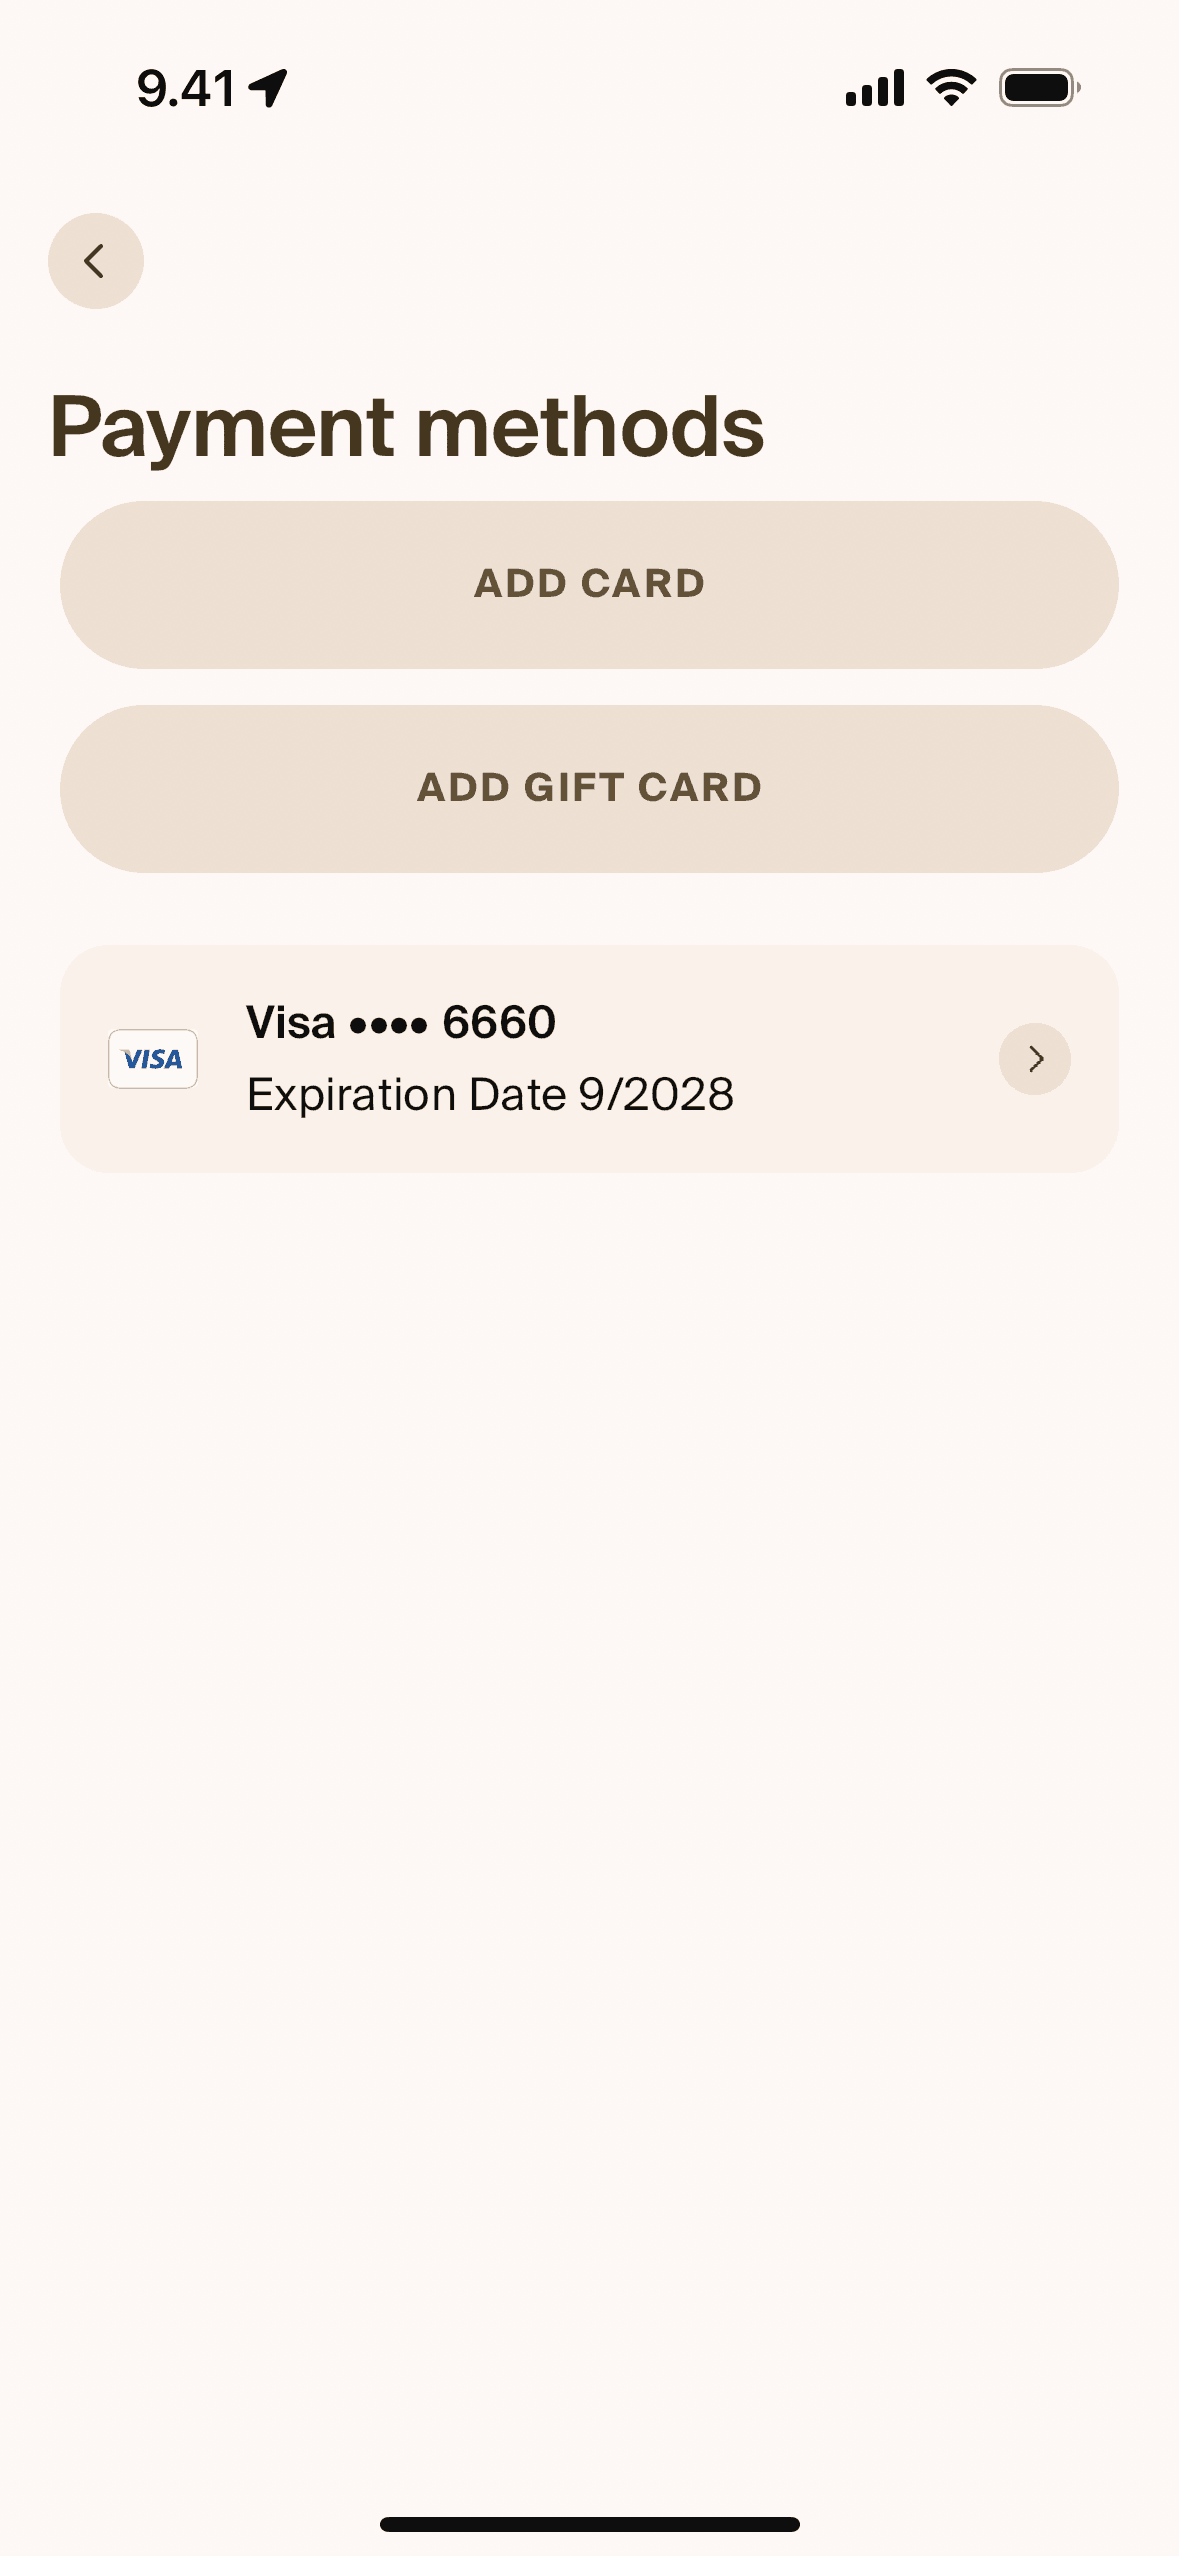 9.41
Payment methods
ADD CARD
ADD GIFT CARD
Visa •••• 6660
VISA
Expiration Date 9/2028